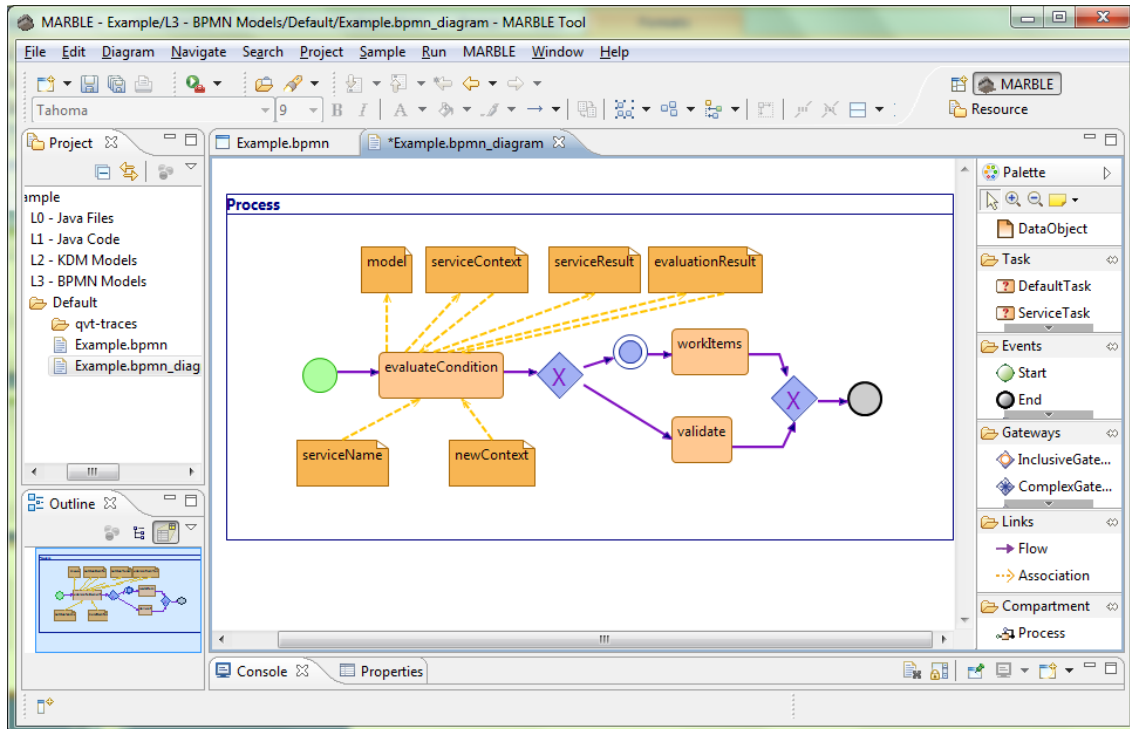 MARBLE - Example/L3 - BPMN Models/Default/Example.bpmn_diagram - MARBLE Tool
File Edit Diagram Navigate Search Project Sample Run MARBLE Window Help
MARBLE
Tahoma 9 B I A Resource
Project Example.bpmn *Example.bpmn_diagram
Palette
ample
L0 - Java Files
L1 - Java Code
L2 - KDM Models
L3 - BPMN Models
Default
qvt-traces
Example.bpmn
Example.bpmn_diag
Process
model serviceContext serviceResult evaluationResult
evaluateCondition X workItems
X
validate
serviceName newContext
DataObject
Task
DefaultTask
ServiceTask
Events
Start
End
Gateways
InclusiveGate...
ComplexGate...
Links
Flow
Association
Compartment
Process
Outline
Console Properties